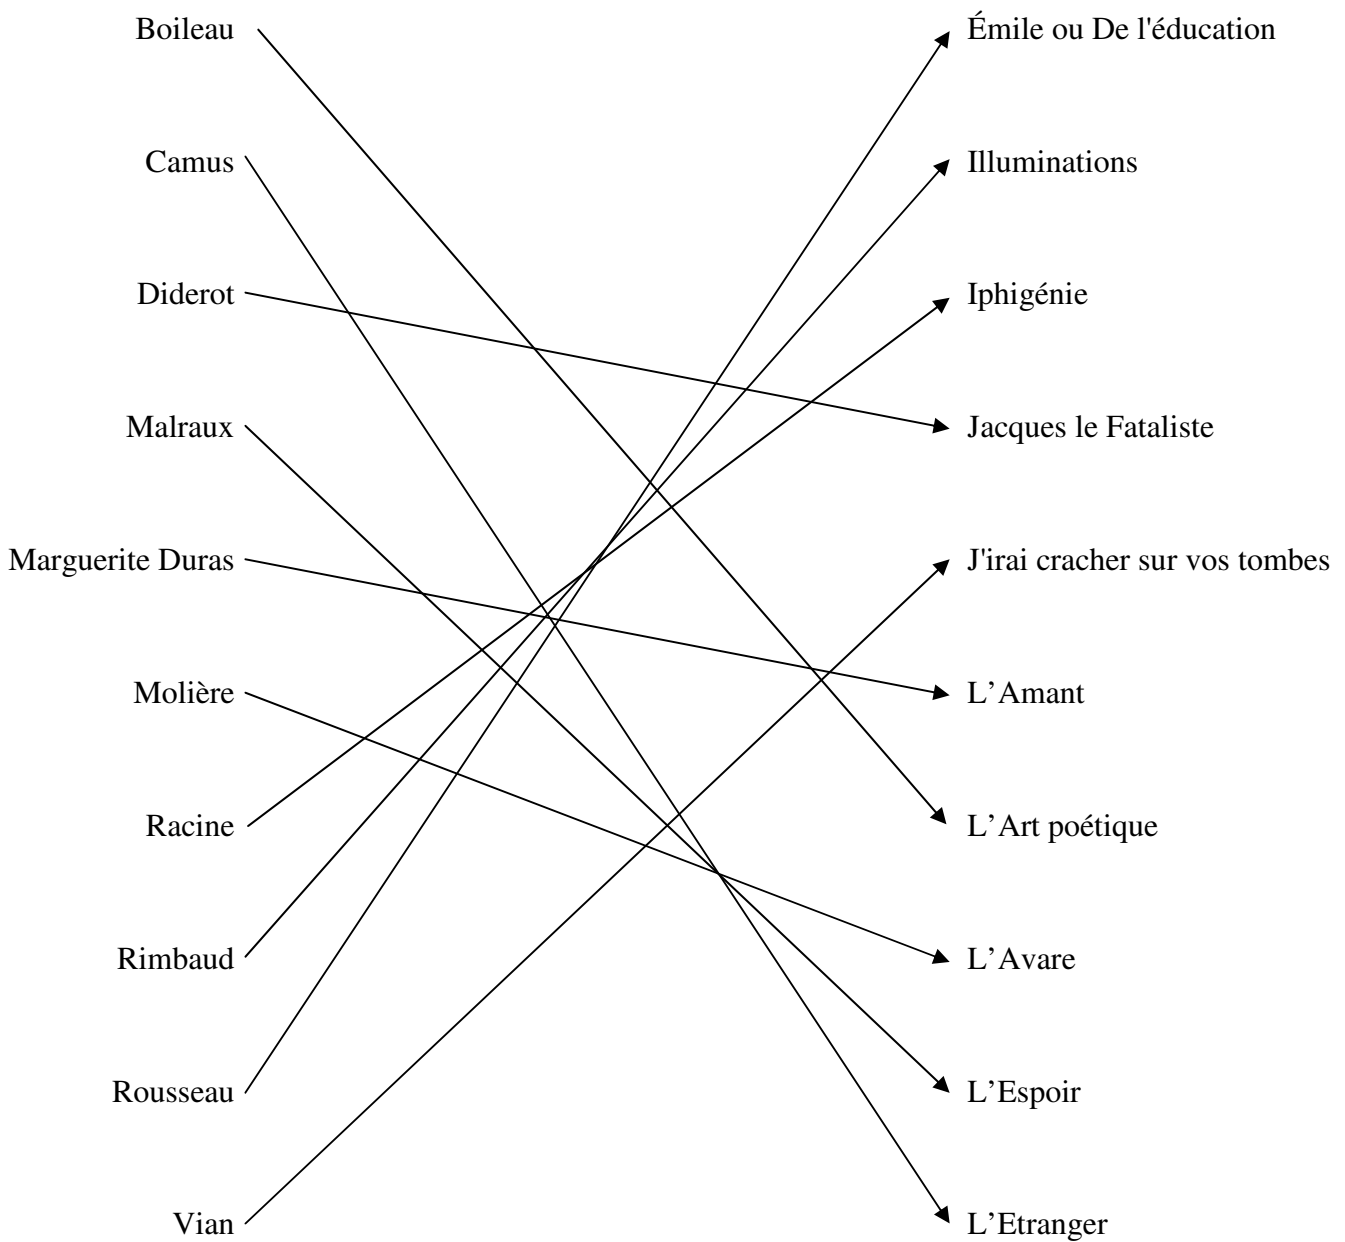 Boileau
Émile ou De l'éducation
Camus
Illuminations
Diderot
Iphigénie
Malraux
Jacques le Fataliste
Marguerite Duras
J'irai cracher sur vos tombes
Molière
L’Amant
Racine
L’Art poétique
Rimbaud
L’Avare
Rousseau
L’Espoir
Vian
L’Etranger